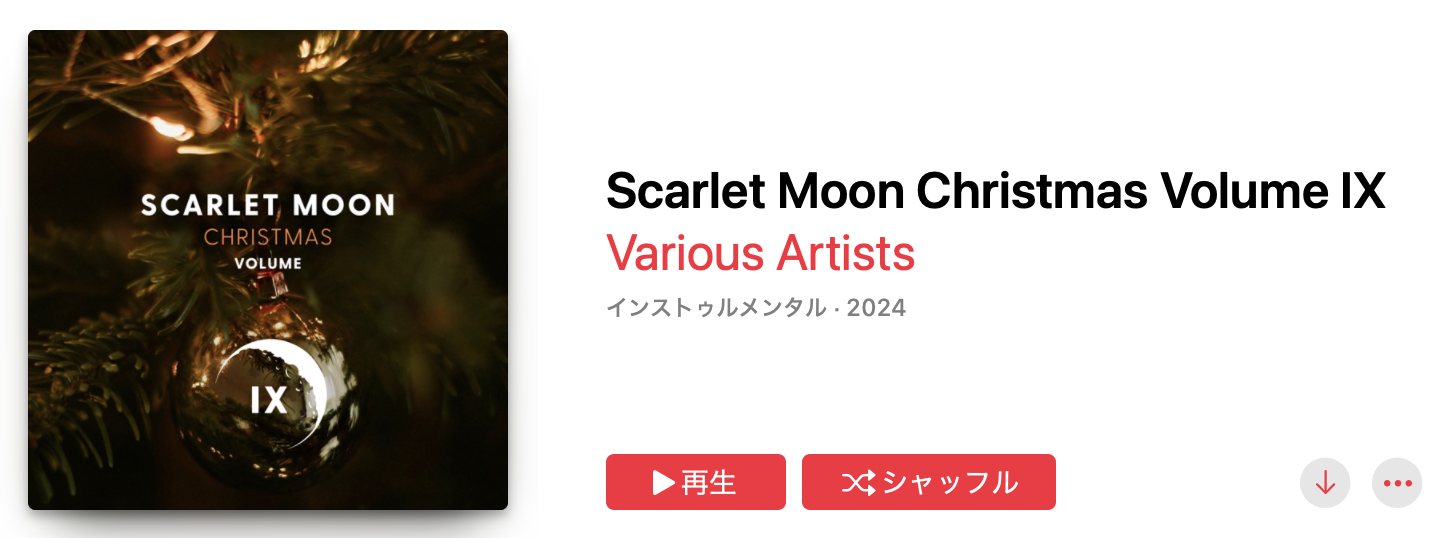 SCARLET MOON
CHRISTMAS
VOLUME
IX
Scarlet Moon Christmas Volume IX
Various Artists
インストゥルメンタル · 2024
再生
シャッフル